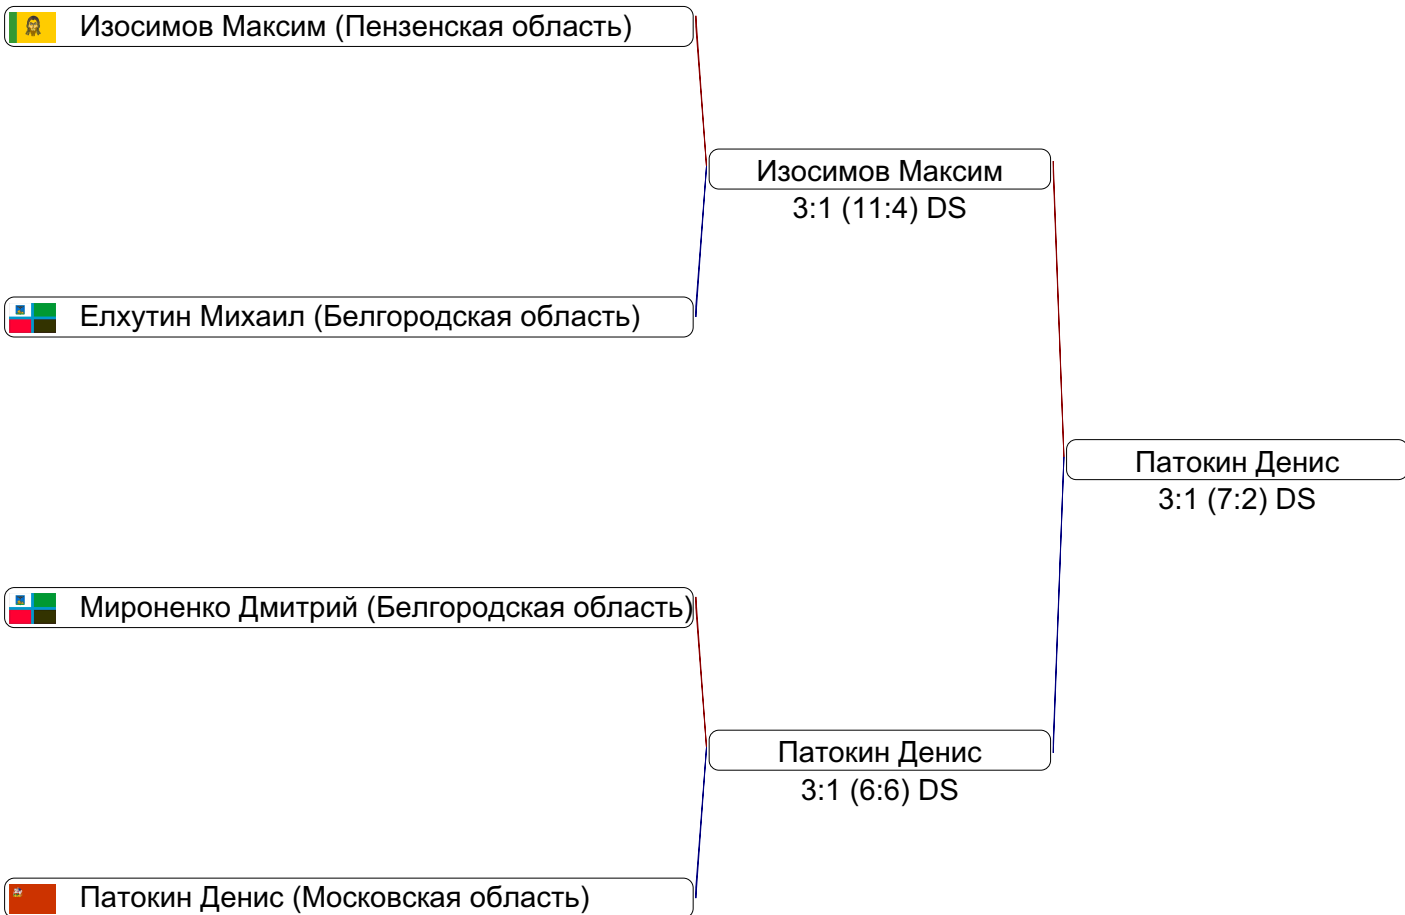 Изосимов Максим (Пензенская область)
Изосимов Максим
3:1 (11:4) DS
Елхутин Михаил (Белгородская область)
Патокин Денис
3:1 (7:2) DS
Мироненко Дмитрий (Белгородская область)
Патокин Денис
3:1 (6:6) DS
Патокин Денис (Московская область)